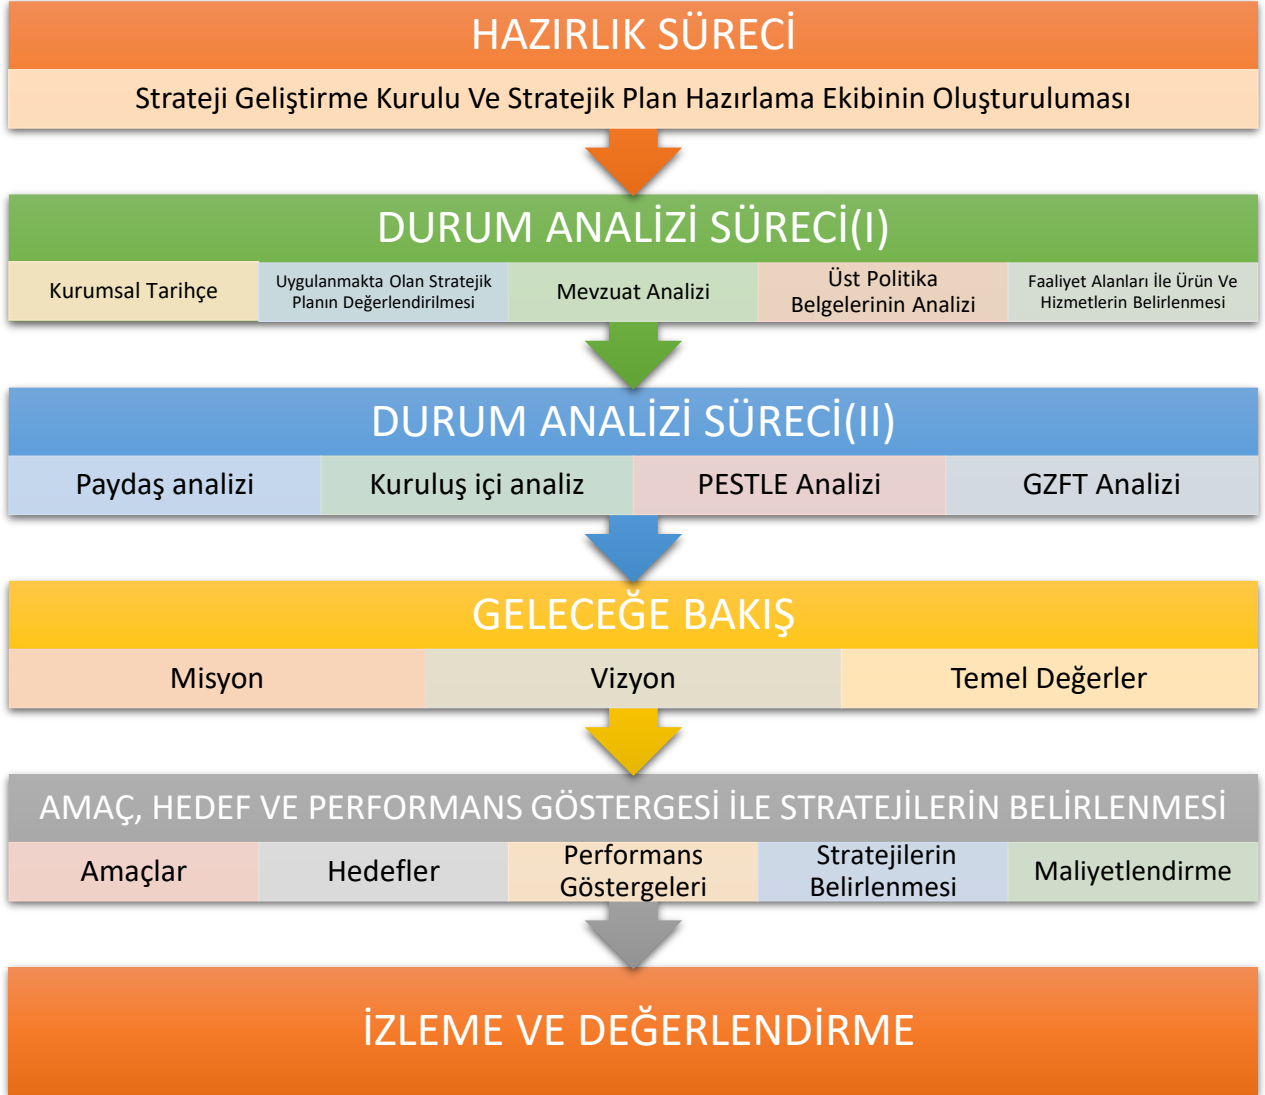 HAZIRLIK SÜRECİ
Strateji Geliştirme Kurulu Ve Stratejik Plan Hazırlama Ekibinin Oluşturuluması
DURUM ANALİZİ SÜRECİ(I)
Kurumsal Tarihçe
Uygulanmakta Olan Stratejik
Planın Değerlendirilmesi
Mevzuat Analizi
Üst Politika
Belgelerinin Analizi
Faaliyet Alanları İle Ürün Ve
Hizmetlerin Belirlenmesi
DURUM ANALİZİ SÜRECİ(II)
Paydaş analizi
Kuruluş içi analiz
PESTLE Analizi
GZFT Analizi
GELECEĞE BAKIŞ
Misyon
Vizyon
Temel Değerler
AMAÇ, HEDEF VE PERFORMANS GÖSTERGESİ İLE STRATEJİLERİN BELİRLENMESİ
Amaçlar
Hedefler
Performans
Göstergeleri
Stratejilerin
Belirlenmesi
Maliyetlendirme
İZLEME VE DEĞERLENDİRME